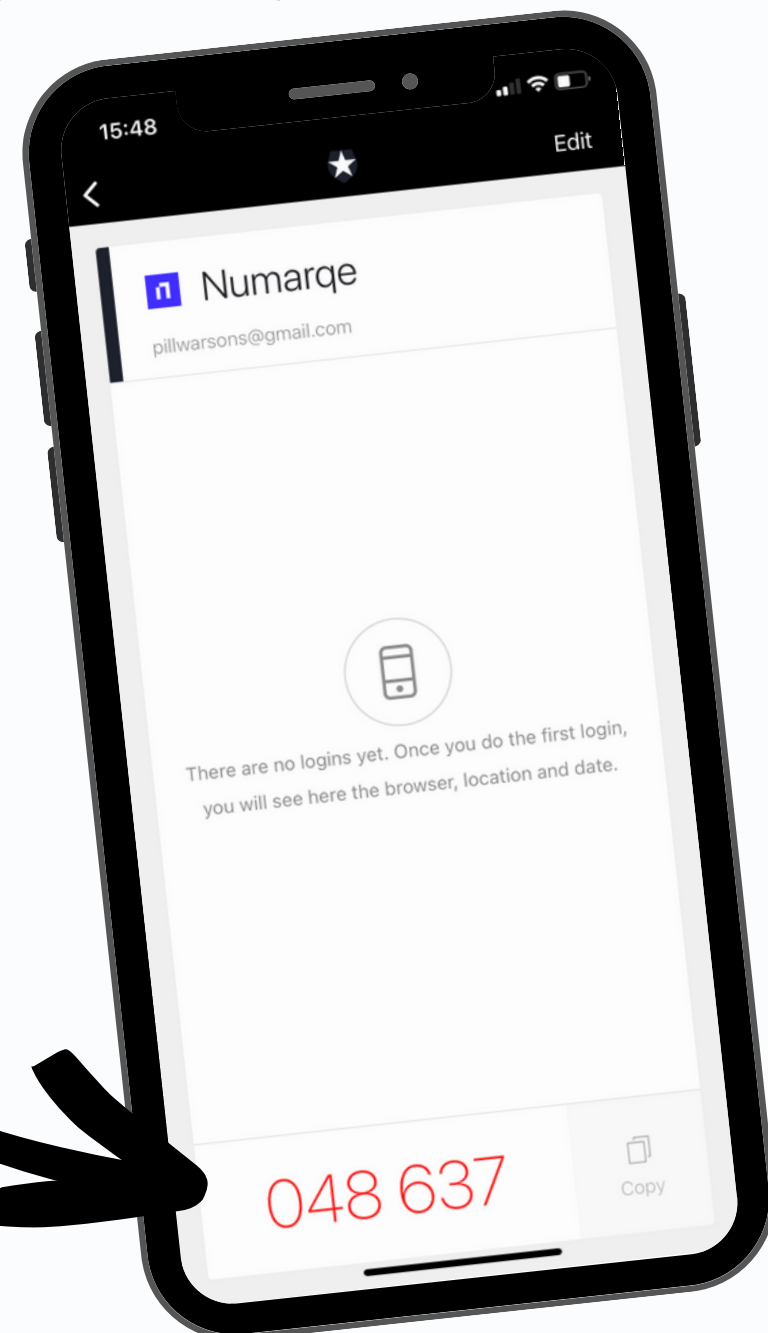 15:48
Edit
Numarqe
pillwarsons@gmail.com
There are no logins yet. Once you do the first login,
you will see here the browser, location and date.
048 637
Copy